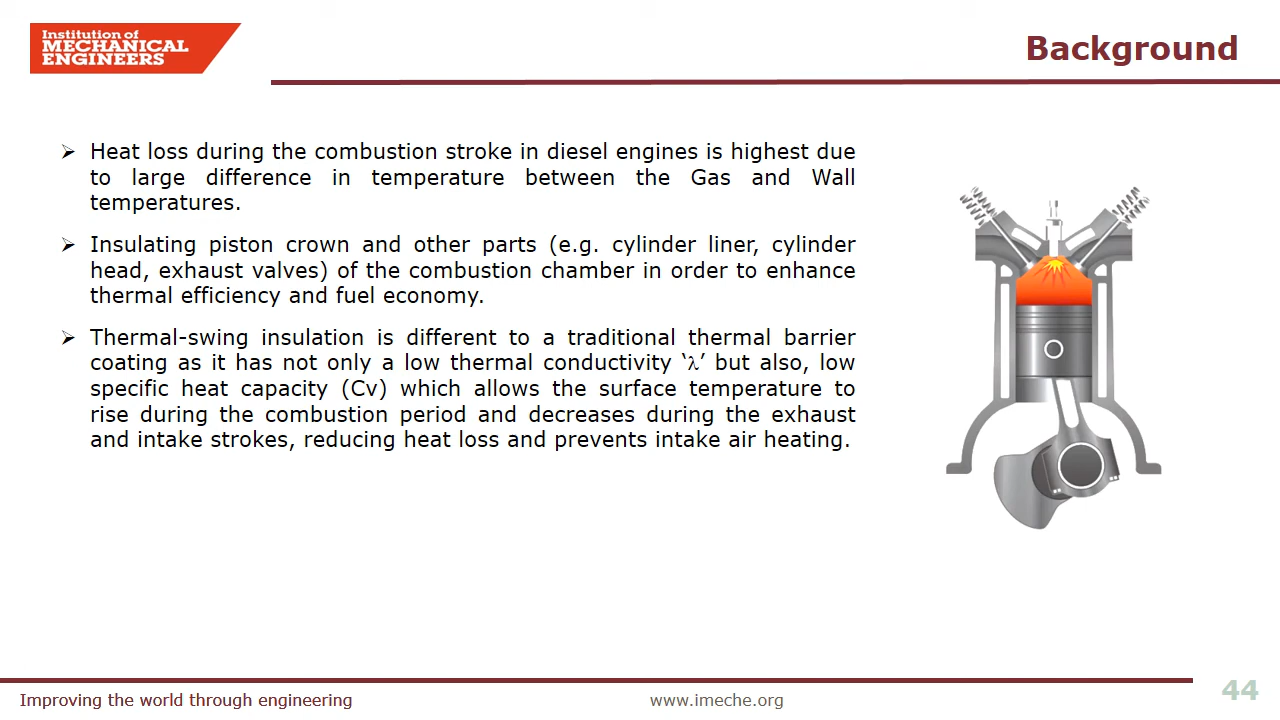 Institution of
MECHANICAL
ENGINEERS
Background
➢ Heat loss during the combustion stroke in diesel engines is highest due
to large difference in temperature between the Gas and Wall
temperatures.
➢ Insulating piston crown and other parts (e.g. cylinder liner, cylinder
head, exhaust valves) of the combustion chamber in order to enhance
thermal efficiency and fuel economy.
➢ Thermal-swing insulation is different to a traditional thermal barrier
coating as it has not only a low thermal conductivity ‘λ’ but also, low
specific heat capacity (Cv) which allows the surface temperature to
rise during the combustion period and decreases during the exhaust
and intake strokes, reducing heat loss and prevents intake air heating.
Improving the world through engineering
www.imeche.org
44